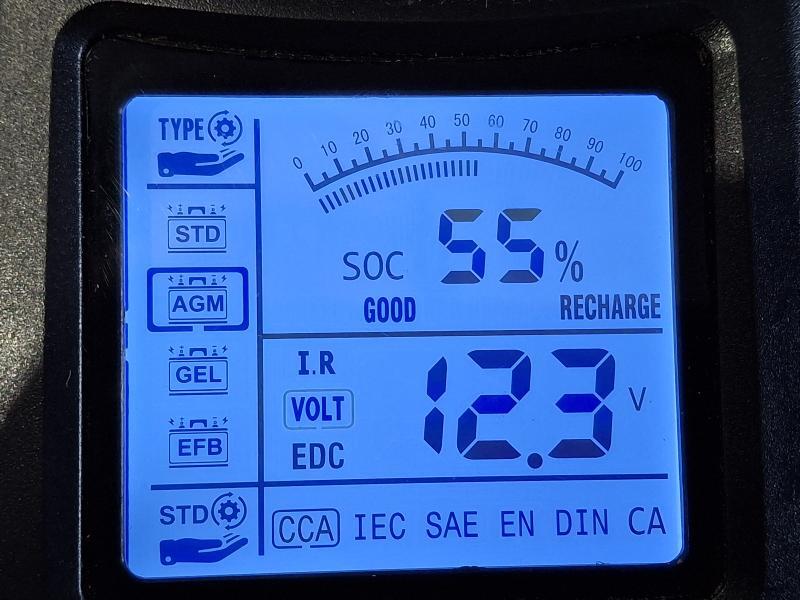 TYPE
0 10 20 30 40 50 60 70 80 90 100
STD
SOC 55%
AGM
GOOD RECHARGE
GEL
I.R
VOLT 12.3 V
EFB
EDC
STD
CCA IEC SAE EN DIN CA